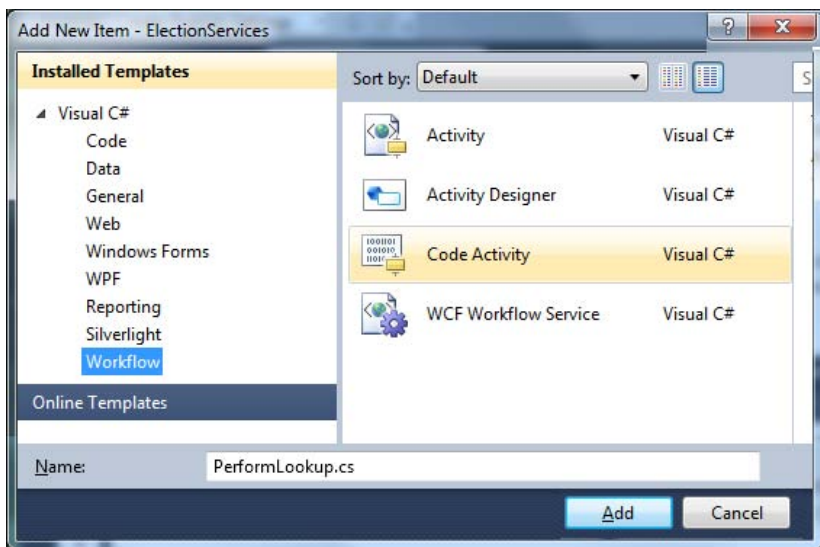 Add New Item - ElectionServices
Installed Templates
Visual C#
Code
Data
General
Web
Windows Forms
WPF
Reporting
Silverlight
Workflow
Online Templates
Sort by: Default
Activity Visual C#
Activity Designer Visual C#
Code Activity Visual C#
WCF Workflow Service Visual C#
Name: PerformLookup.cs
Add Cancel